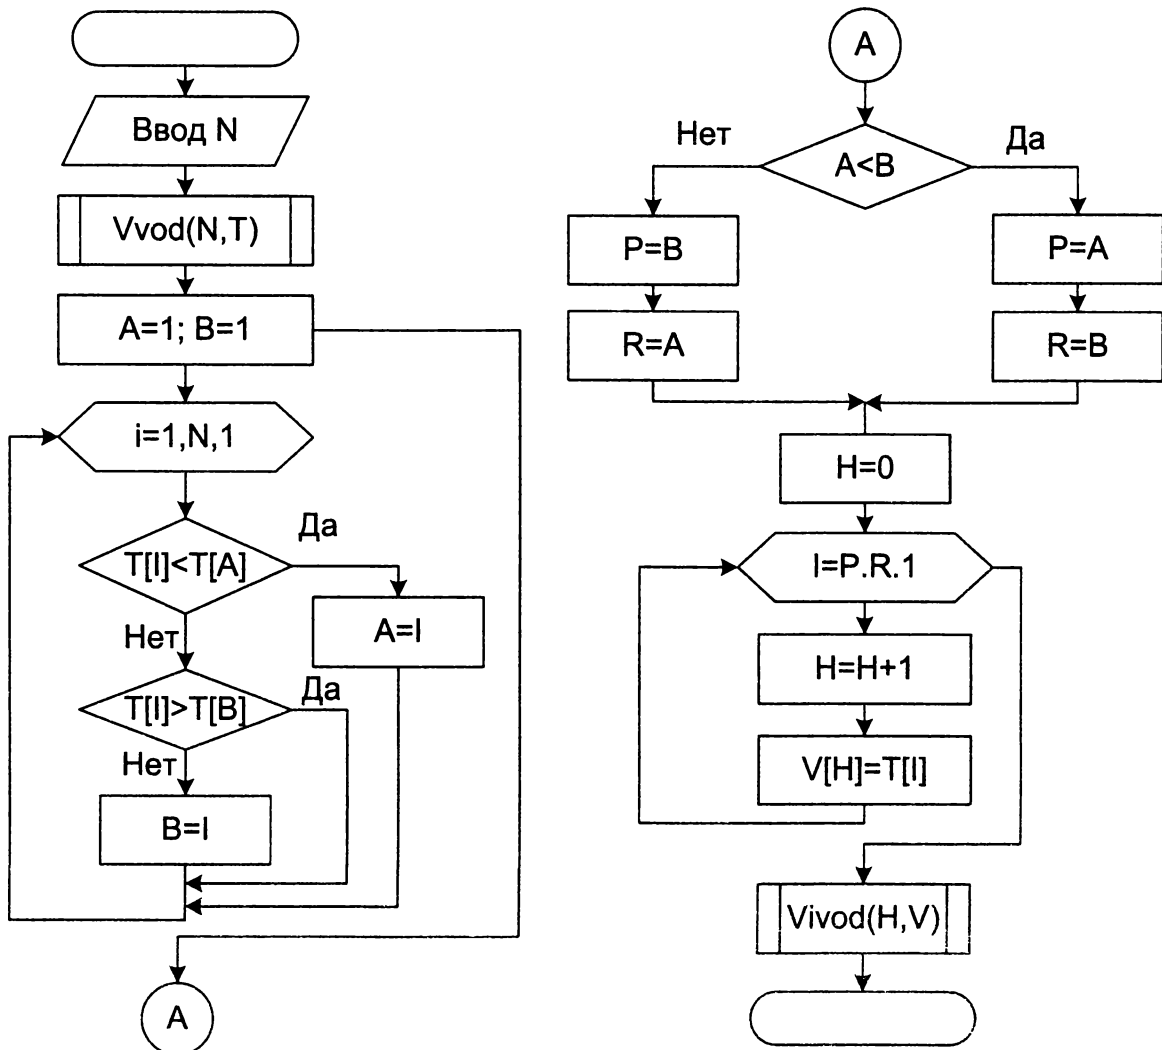 Ввод N
Vvod(N,T)
A=1; B=1
i=1,N,1
T[I]<T[A]
Да
Нет
A=I
T[I]>T[B]
Да
Нет
B=I
A
A
A<B
Нет
Да
P=B
P=A
R=A
R=B
H=0
I=P.R.1
H=H+1
V[H]=T[I]
Vivod(H,V)